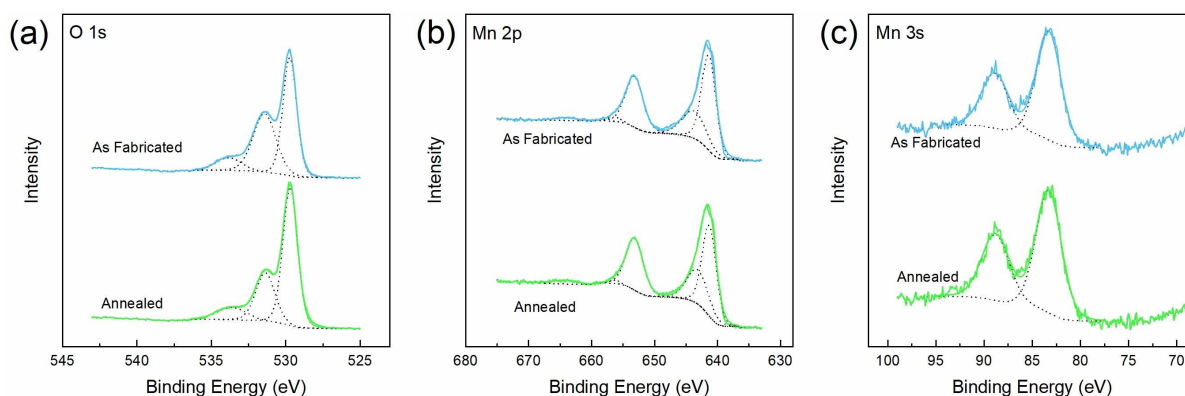 (a)
O 1s
As Fabricated
Annealed
Intensity
545 540 535 530 525
Binding Energy (eV)
(b)
Mn 2p
As Fabricated
Annealed
Intensity
680 670 660 650 640 630
Binding Energy (eV)
(c)
Mn 3s
As Fabricated
Annealed
Intensity
100 95 90 85 80 75 70
Binding Energy (eV)